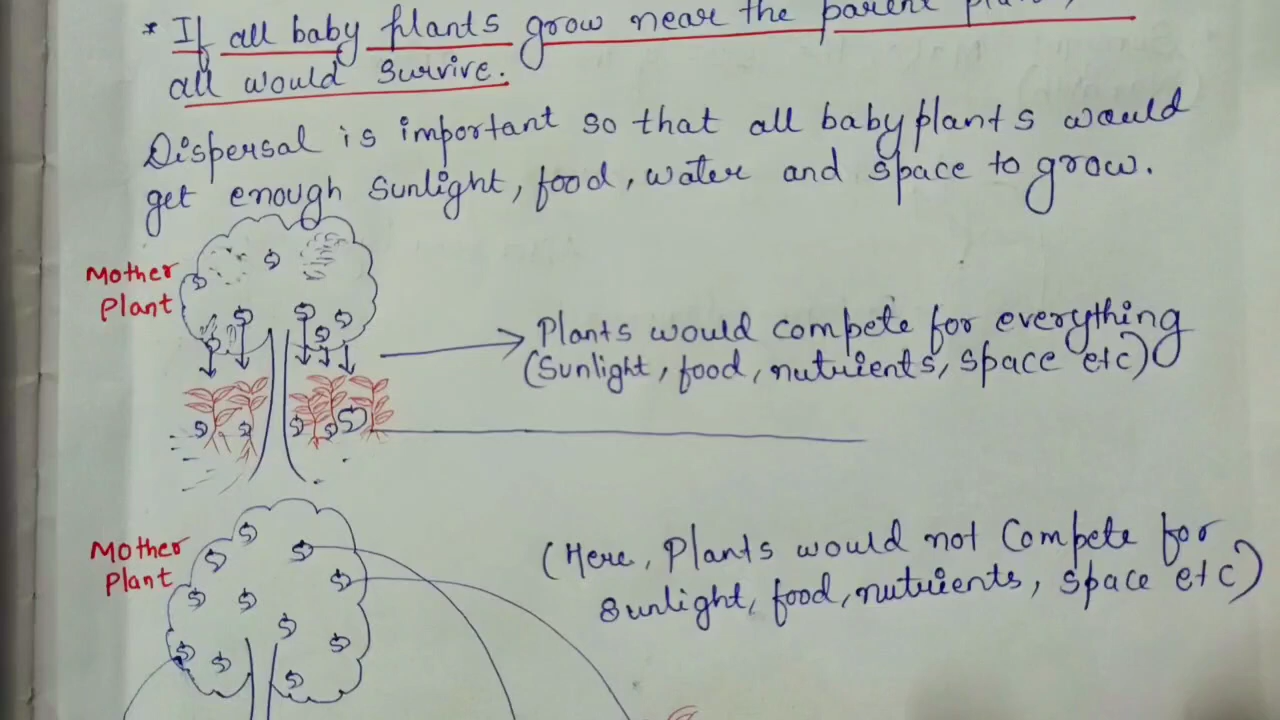 * If all baby plants grow near the parent
all would survive.
Dispersal is important so that all baby plants would
get enough sunlight, food, water and space to grow.
Mother
Plant
Plants would compete for everything
(Sunlight, food, nutrients, space etc)
Mother
Plant
(Here, Plants would not Compete for
Sunlight, food, nutrients, space etc)